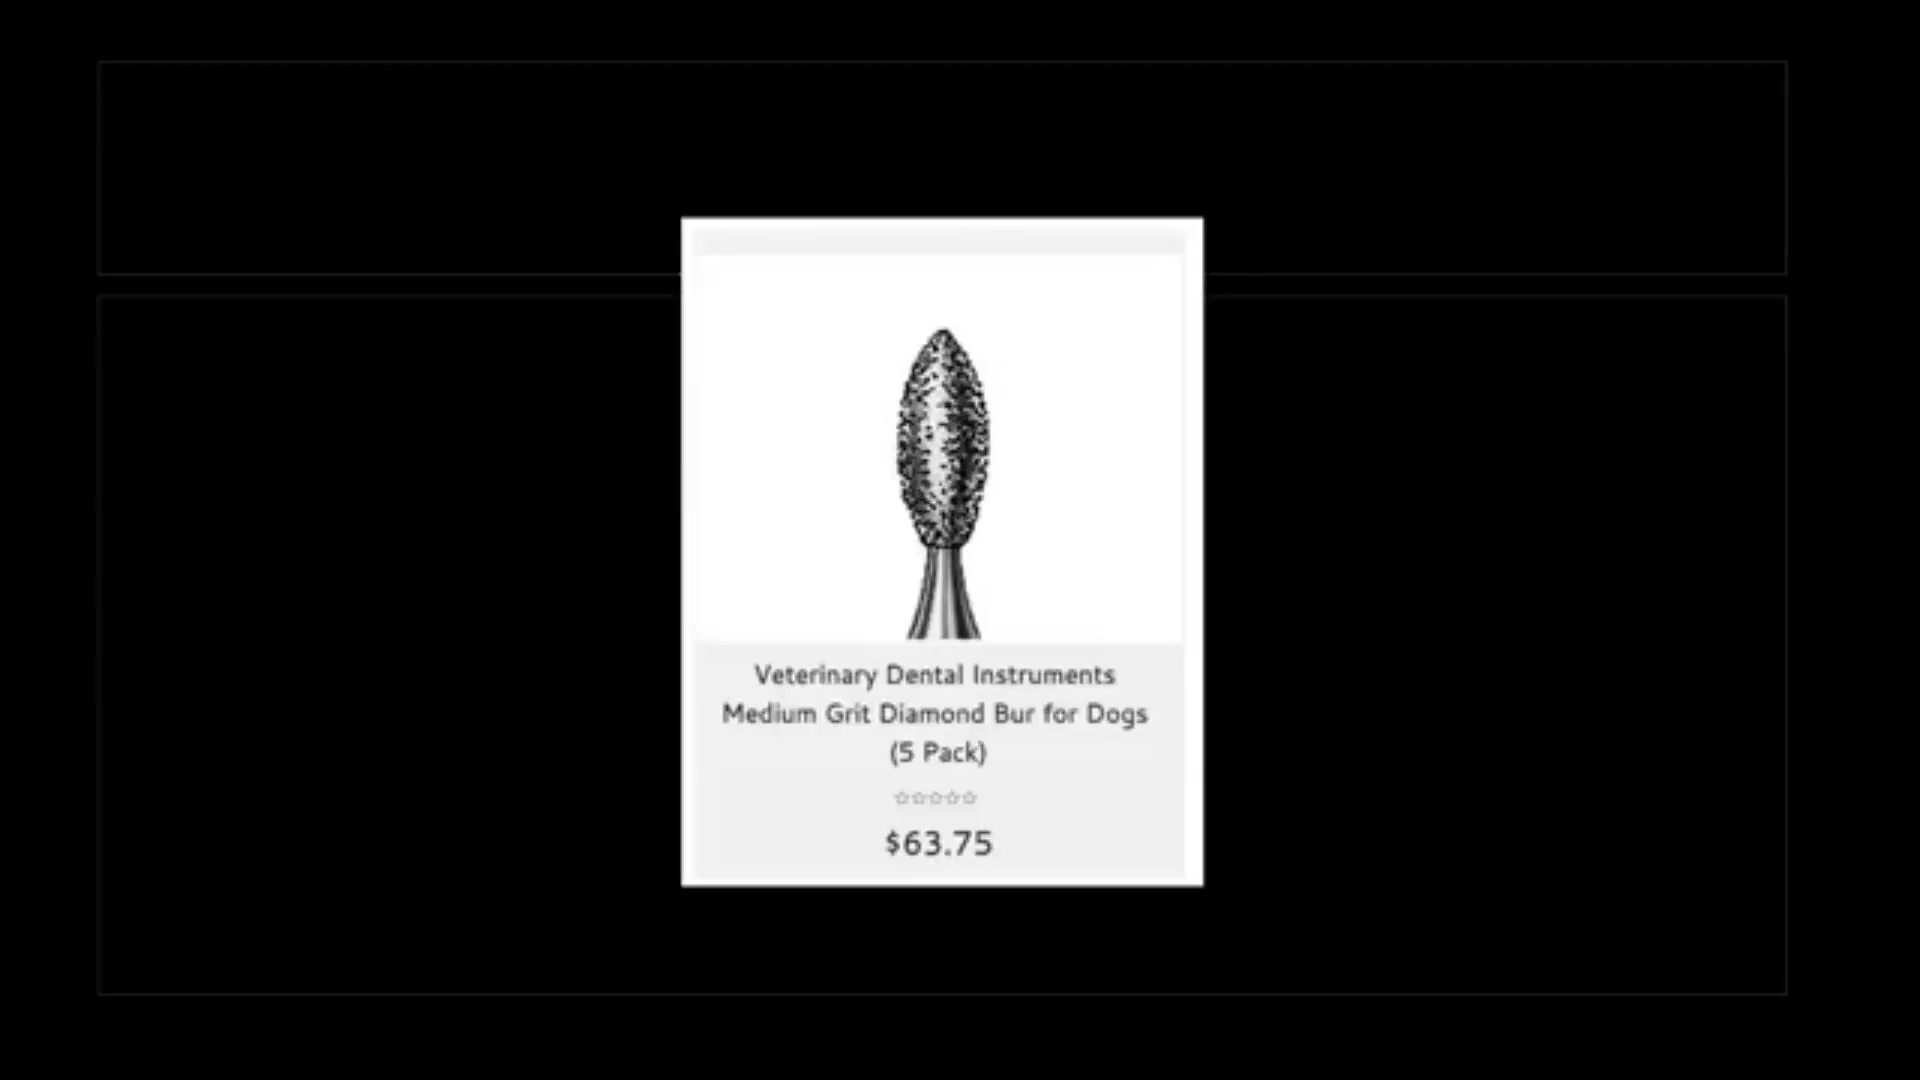 Veterinary Dental Instruments
Medium Grit Diamond Bur for Dogs
(5 Pack)
$63.75